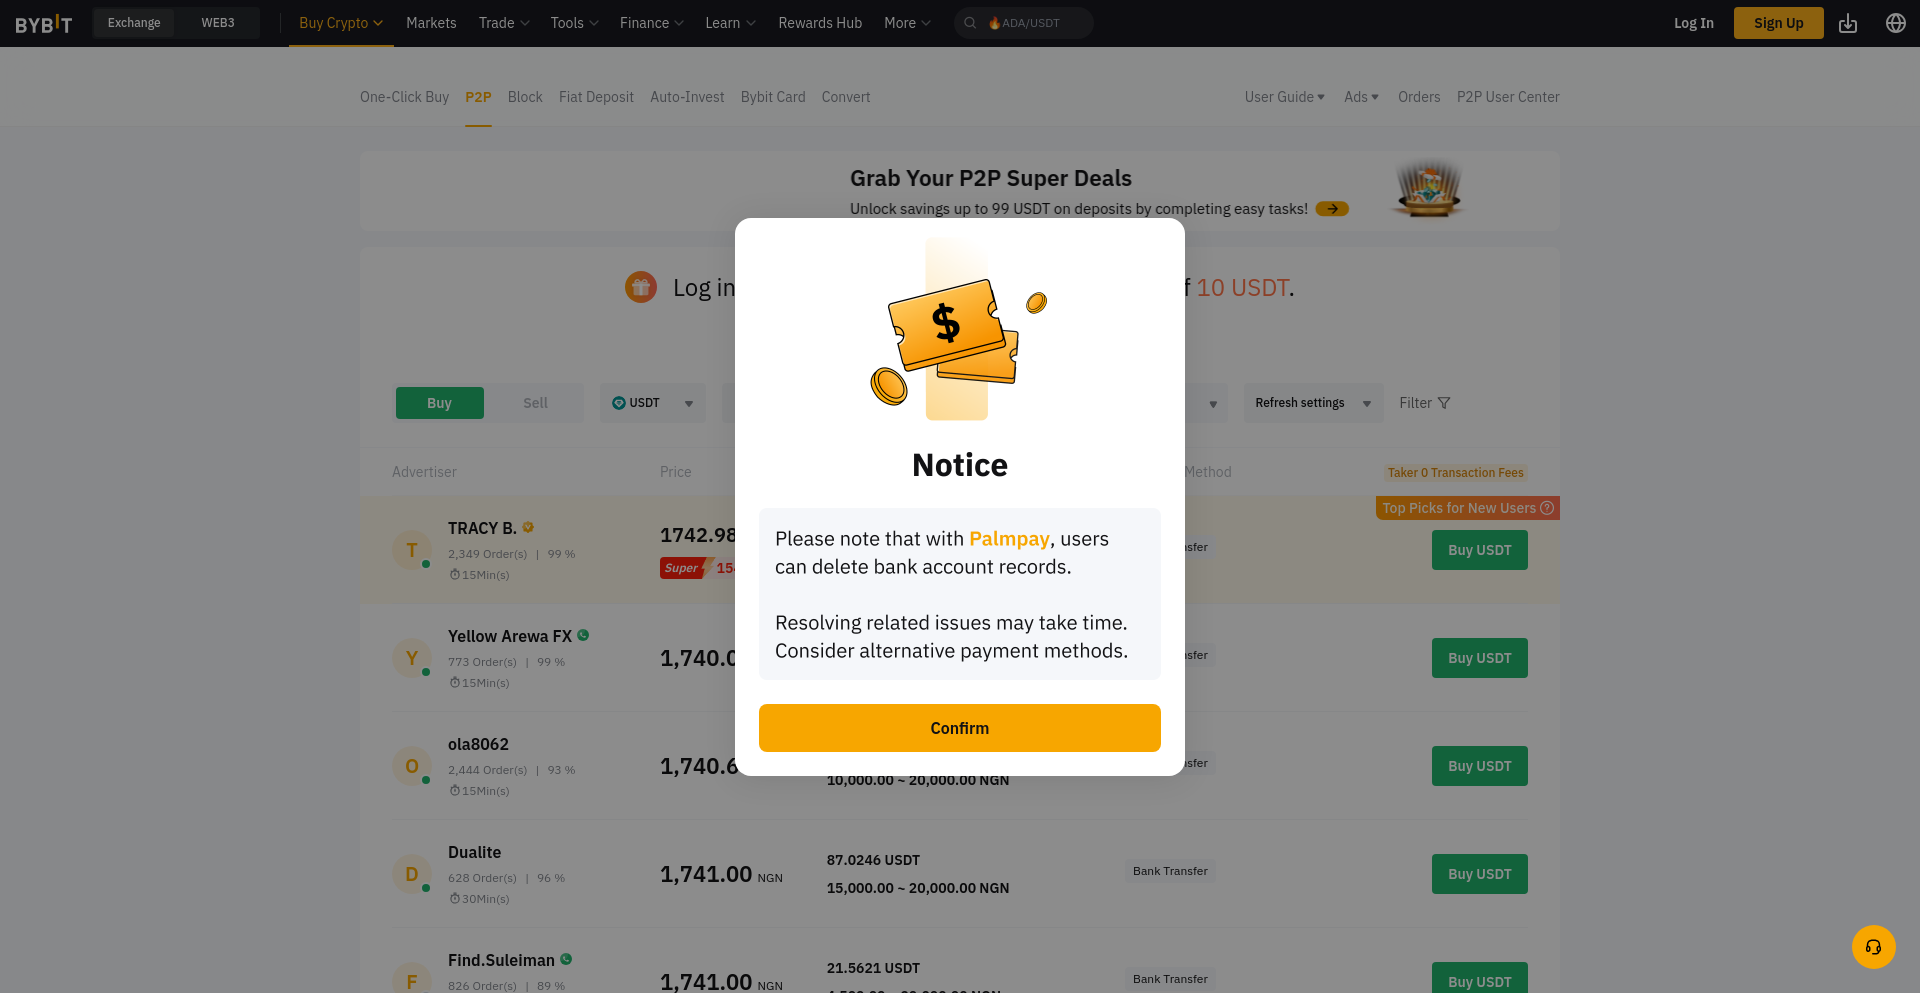 BYBIT
Exchange
WEB3
Buy Crypto
Markets
Trade
Tools
Finance
Learn
Rewards Hub
More
ADA/USDT
Log In
Sign Up
One-Click Buy
P2P
Block
Fiat Deposit
Auto-Invest
Bybit Card
Convert
User Guide
Ads
Orders
P2P User Center
Grab Your P2P Super Deals
Unlock savings up to 99 USDT on deposits by completing easy tasks!
Log in
10 USDT.
Buy
Sell
USDT
Refresh settings
Filter
Advertiser
Price
Method
Taker 0 Transaction Fees
Top Picks for New Users
T
TRACY B.
2,349 Order(s) | 99 %
15Min(s)
1742.98
Super
Buy USDT
Y
Yellow Arewa FX
773 Order(s) | 99 %
15Min(s)
1,740.0
Buy USDT
O
ola8062
2,444 Order(s) | 93 %
15Min(s)
1,740.6
10,000.00 ~ 20,000.00 NGN
Buy USDT
D
Dualite
628 Order(s) | 96 %
30Min(s)
1,741.00 NGN
87.0246 USDT
15,000.00 ~ 20,000.00 NGN
Bank Transfer
Buy USDT
F
Find.Suleiman
826 Order(s) | 89 %
1,741.00 NGN
21.5621 USDT
Bank Transfer
Buy USDT
$
Notice
Please note that with Palmpay, users
can delete bank account records.
Resolving related issues may take time.
Consider alternative payment methods.
Confirm